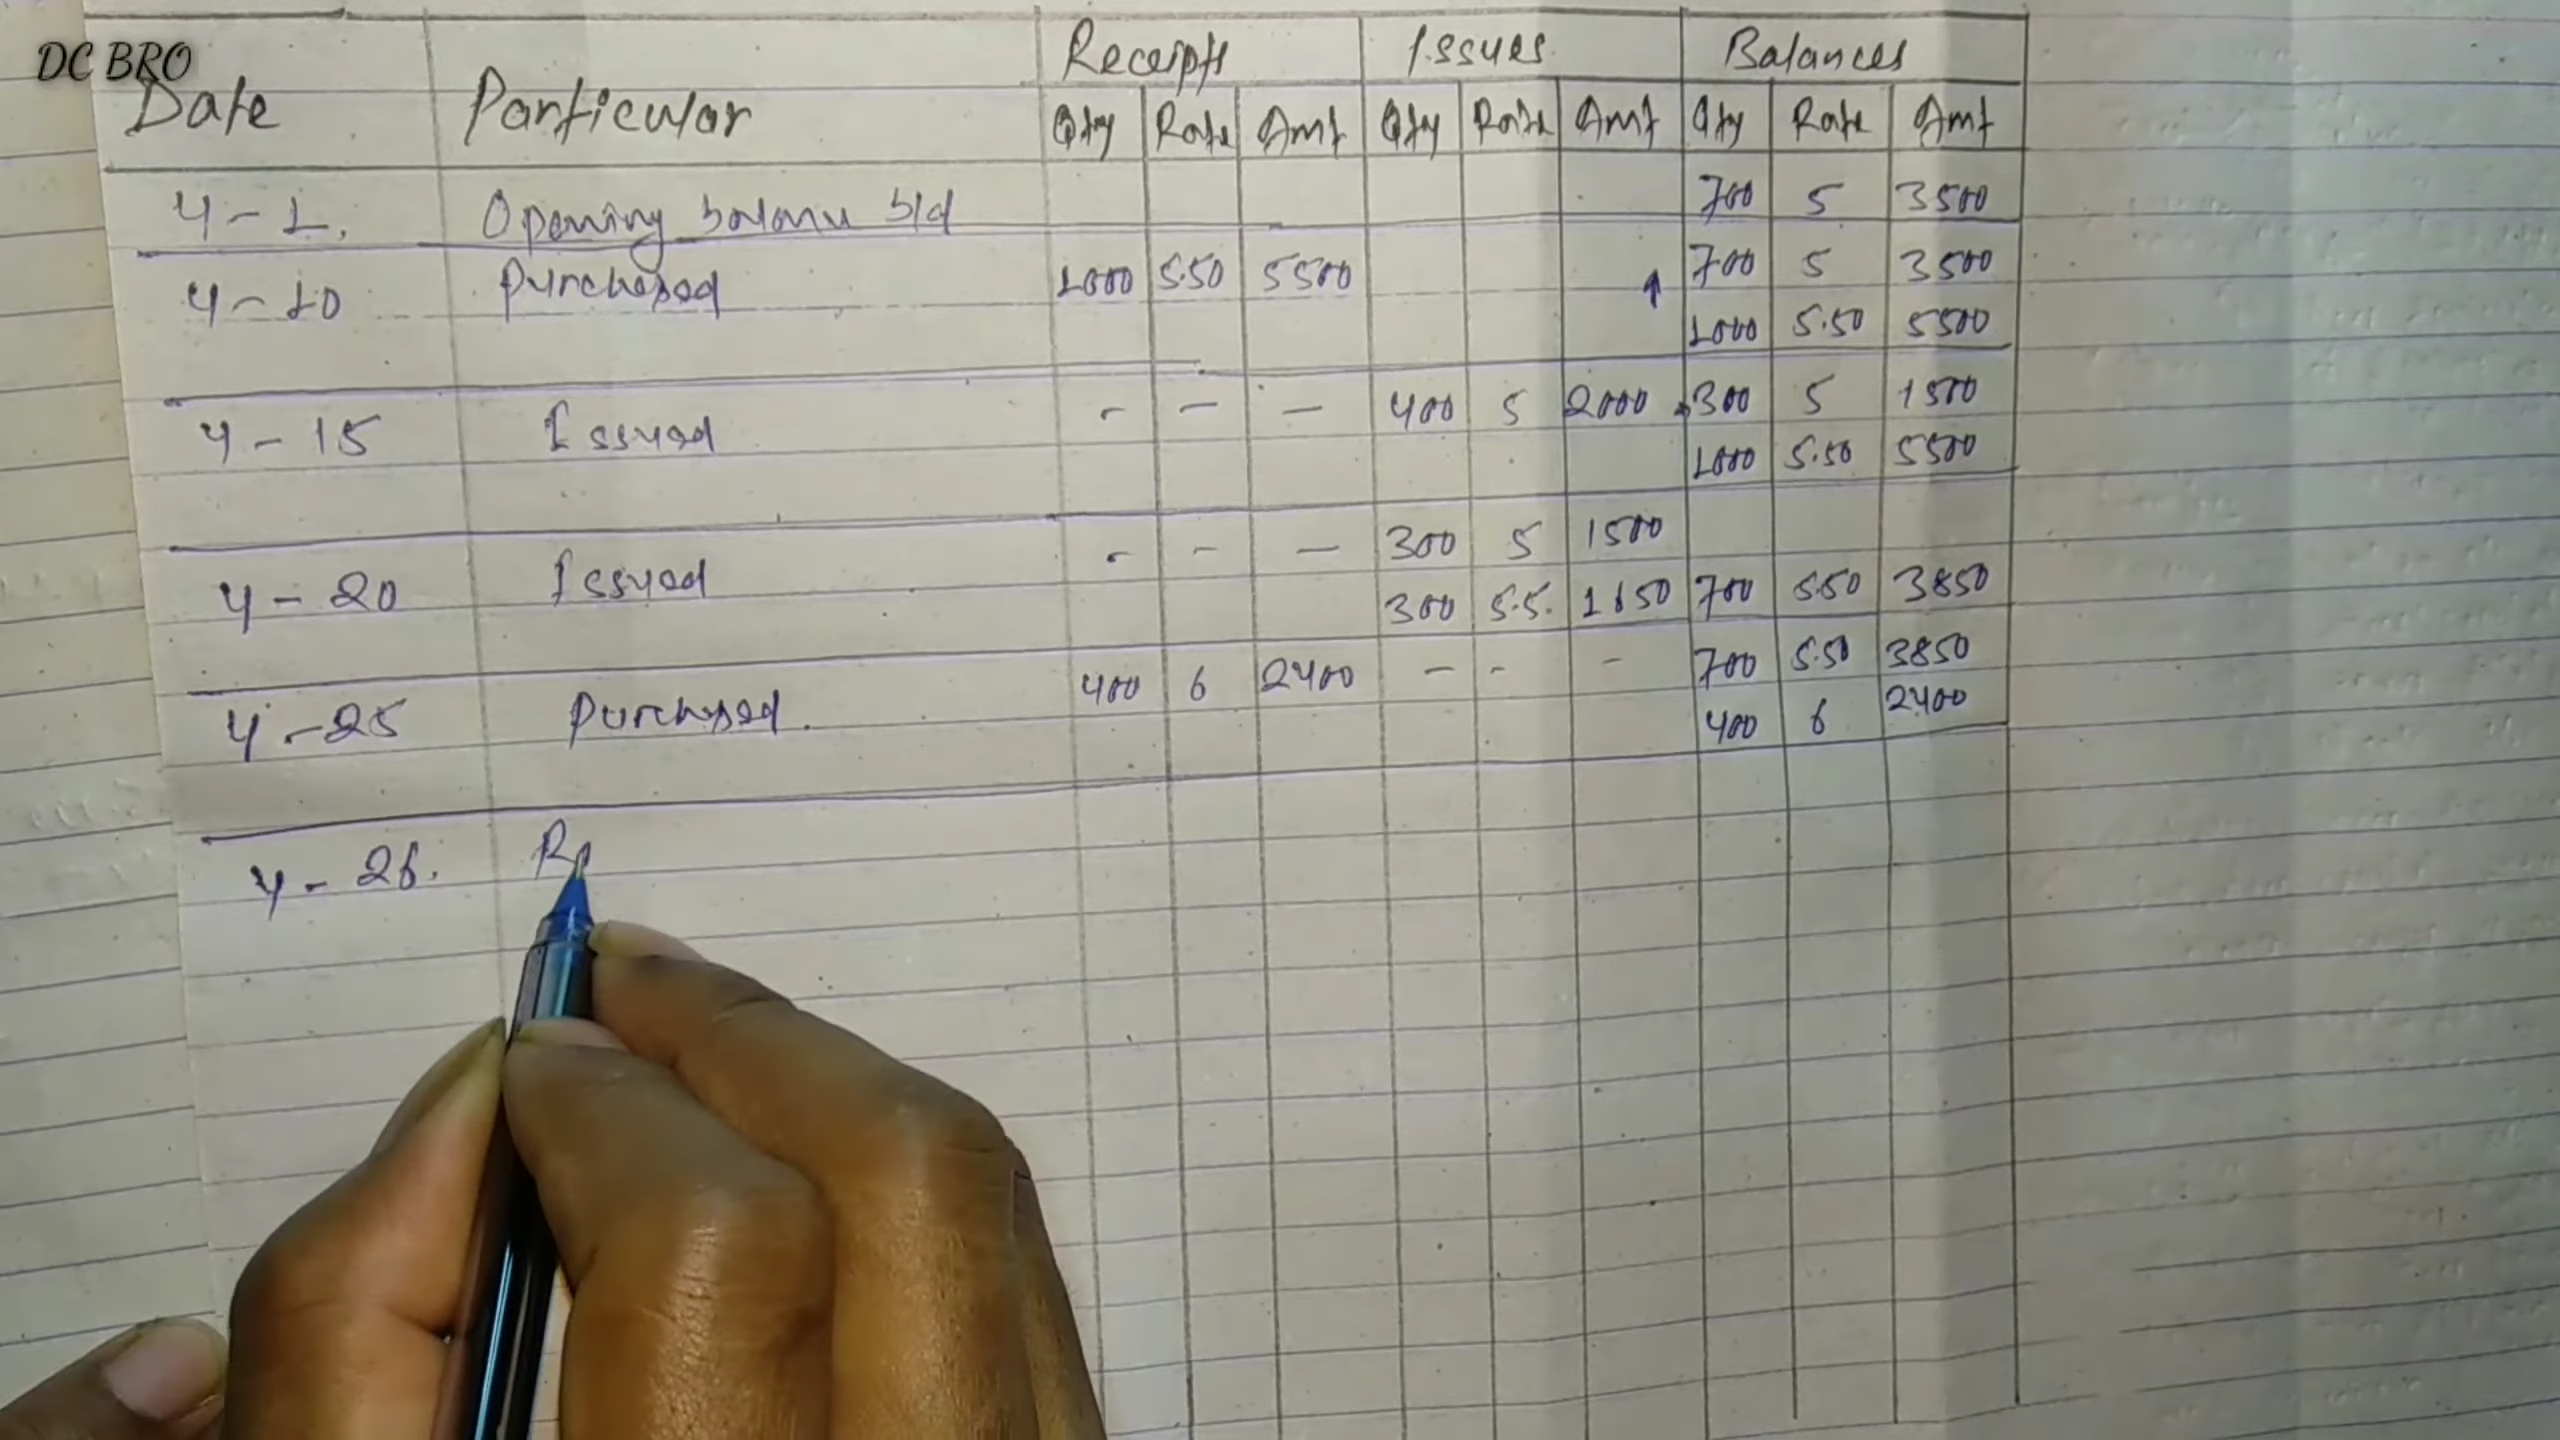 DC BRO
Receipts Issues Balances
Date Particular Qty Rate Amt Qty Rate Amt Qty Rate Amt
4-1. Opening balance b/d 700 5 3500
4-10 Purchased 1000 5.50 5500 700 5 3500
1000 5.50 5500
4-15 Issued - - - 400 5 2000 300 5 1500
1000 5.50 5500
4-20 Issued - - - 300 5 1500
300 5.5. 1650 700 5.50 3850
4-25 Purchased. 400 6 2400 - - - 700 5.50 3850
400 6 2400
4-26.